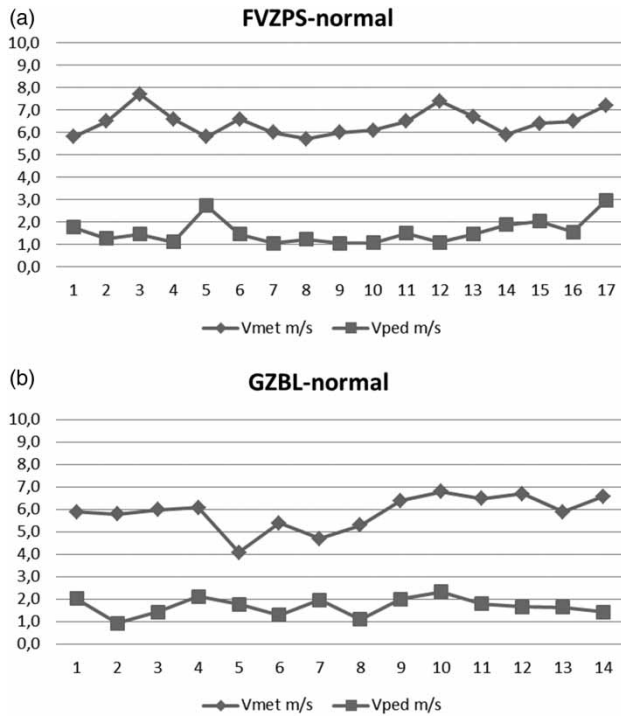 (a)
FVZPS-normal
10,0
9,0
8,0
7,0
6,0
5,0
4,0
3,0
2,0
1,0
0,0
1 2 3 4 5 6 7 8 9 10 11 12 13 14 15 16 17
Vmet m/s Vped m/s
(b)
GZBL-normal
10,0
9,0
8,0
7,0
6,0
5,0
4,0
3,0
2,0
1,0
0,0
1 2 3 4 5 6 7 8 9 10 11 12 13 14
Vmet m/s Vped m/s